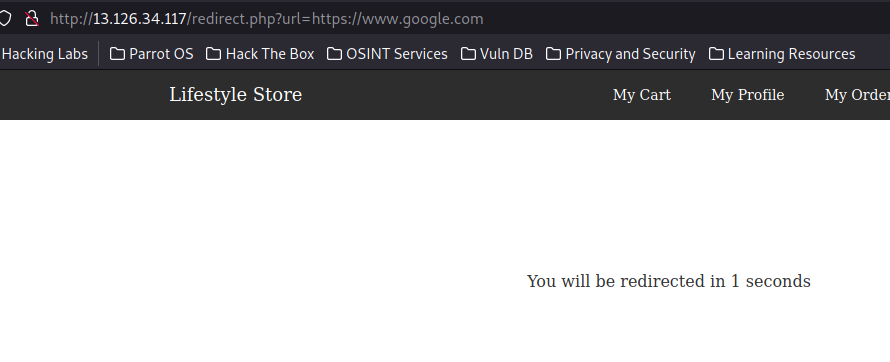 http://13.126.34.117/redirect.php?url=https://www.google.com
Hacking Labs Parrot OS Hack The Box OSINT Services Vuln DB Privacy and Security Learning Resources
Lifestyle Store My Cart My Profile My Order
You will be redirected in 1 seconds